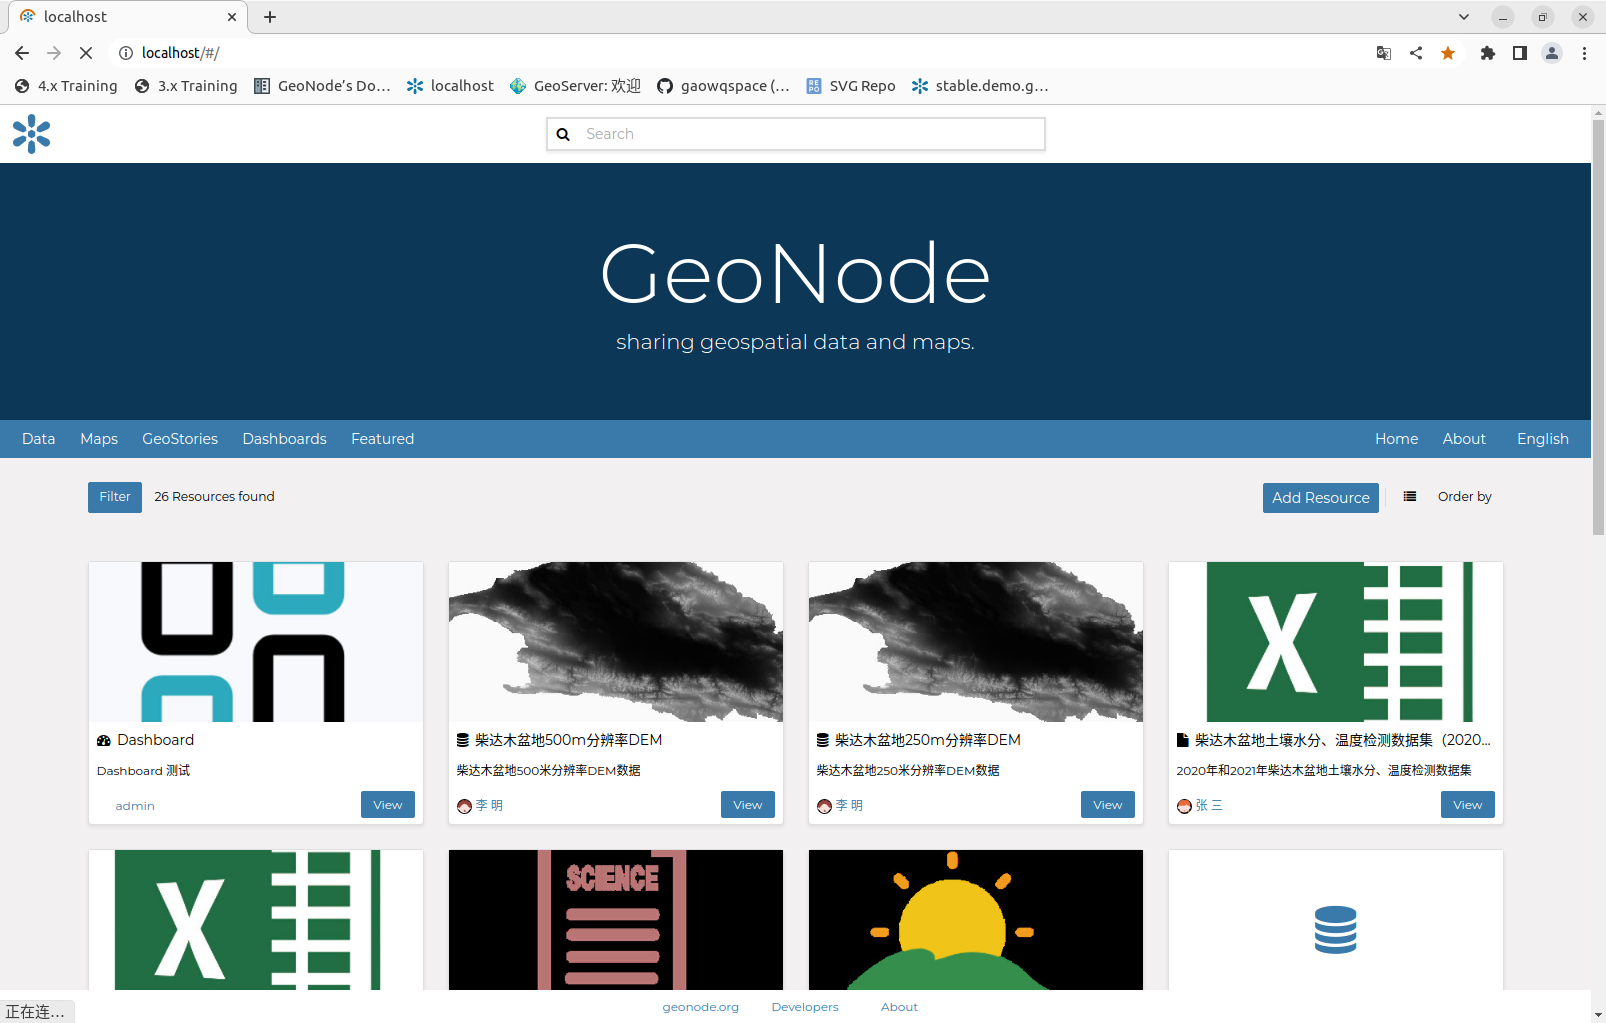 localhost
localhost/#/
4.x Training
3.x Training
GeoNode's Do...
localhost
GeoServer: 欢迎
gaowqspace (...
REPO
SVG Repo
stable.demo.g...
Search
GeoNode
sharing geospatial data and maps.
Data
Maps
GeoStories
Dashboards
Featured
Home
About
English
Filter
26 Resources found
Add Resource
Order by
Dashboard
Dashboard 测试
admin
View
柴达木盆地500m分辨率DEM
柴达木盆地500米分辨率DEM数据
李 明
View
柴达木盆地250m分辨率DEM
柴达木盆地250米分辨率DEM数据
李 明
View
X
柴达木盆地土壤水分、温度检测数据集（2020...
2020年和2021年柴达木盆地土壤水分、温度检测数据集
张 三
View
X
SCIENCE
geonode.org
Developers
About
正在连...